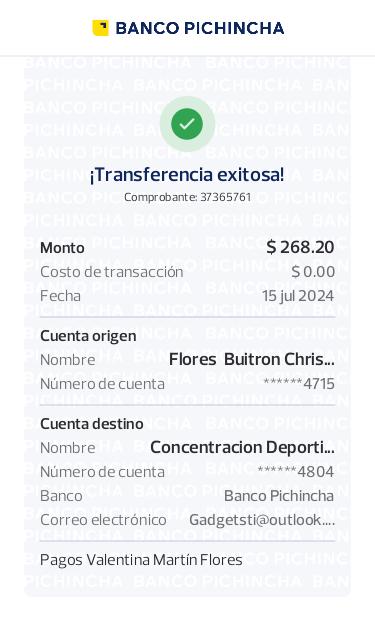 BANCO PICHINCHA
¡Transferencia exitosa!
Comprobante: 37365761
Monto $ 268.20
Costo de transacción $ 0.00
Fecha 15 jul 2024
Cuenta origen
Nombre Flores Buitron Chris...
Número de cuenta ******4715
Cuenta destino
Nombre Concentracion Deporti...
Número de cuenta ******4804
Banco Banco Pichincha
Correo electrónico Gadgetsti@outlook....
Pagos Valentina Martín Flores